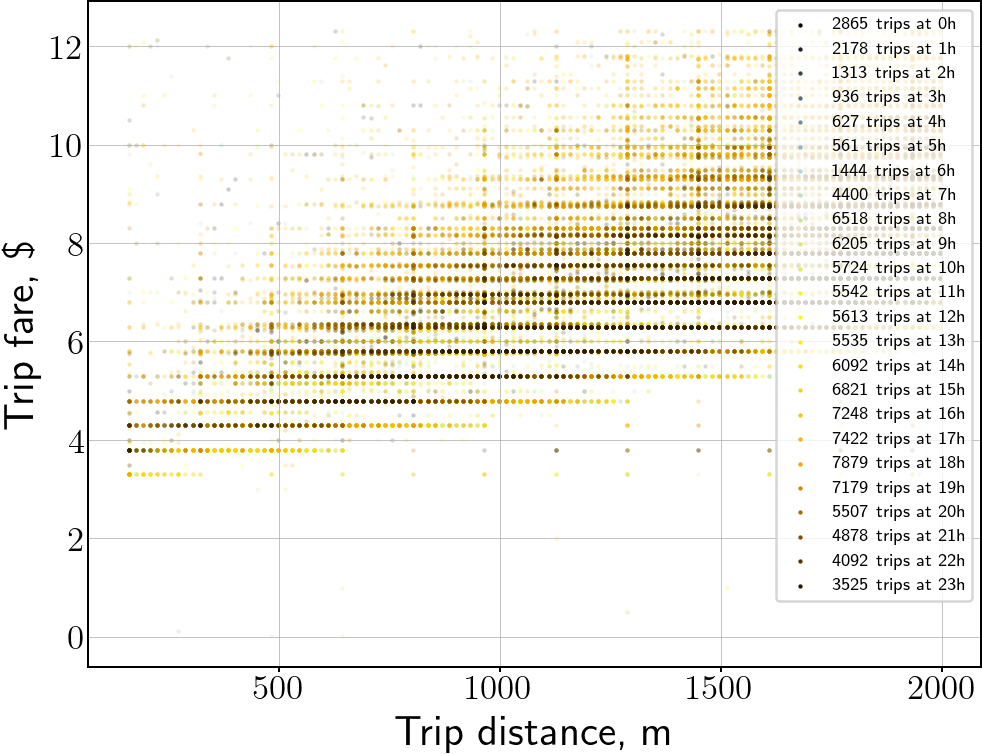 12
10
8
6
4
2
0
Trip fare, $
500
1000
1500
2000
Trip distance, m
2865 trips at 0h
2178 trips at 1h
1313 trips at 2h
936 trips at 3h
627 trips at 4h
561 trips at 5h
1444 trips at 6h
4400 trips at 7h
6518 trips at 8h
6205 trips at 9h
5724 trips at 10h
5542 trips at 11h
5613 trips at 12h
5535 trips at 13h
6092 trips at 14h
6821 trips at 15h
7248 trips at 16h
7422 trips at 17h
7879 trips at 18h
7179 trips at 19h
5507 trips at 20h
4878 trips at 21h
4092 trips at 22h
3525 trips at 23h